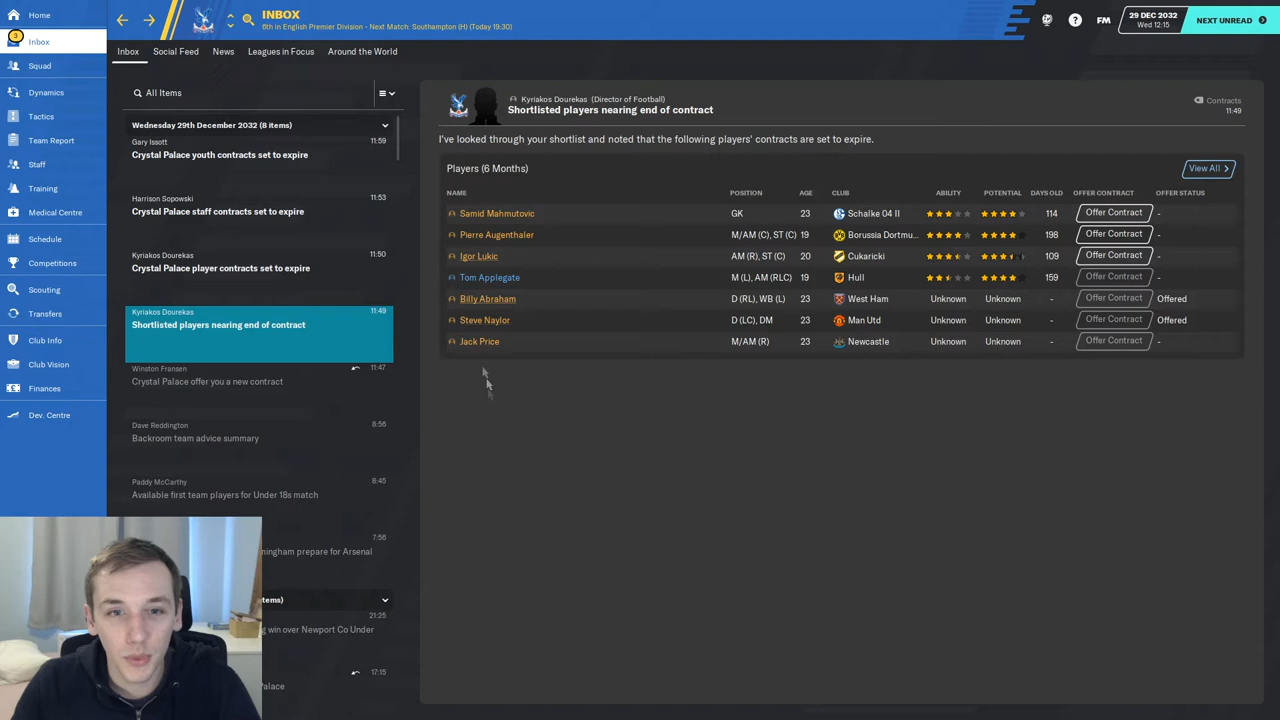 Home
INBOX
6th in English Premier Division - Next Match: Southampton (H) (Today 19:30)
FM
29 DEC 2032
Wed 12:15
NEXT UNREAD
3
Inbox
Squad
Dynamics
Tactics
Team Report
Staff
Training
Medical Centre
Schedule
Competitions
Scouting
Transfers
Club Info
Club Vision
Finances
Dev. Centre
Inbox Social Feed News Leagues in Focus Around the World
All Items
Wednesday 29th December 2032 (8 items)
Gary Issott 11:59
Crystal Palace youth contracts set to expire
Harrison Sopowski 11:53
Crystal Palace staff contracts set to expire
Kyriakos Dourekas 11:50
Crystal Palace player contracts set to expire
Kyriakos Dourekas 11:49
Shortlisted players nearing end of contract
Winston Fransen 11:47
Crystal Palace offer you a new contract
Dave Reddington 8:56
Backroom team advice summary
Paddy McCarthy 8:45
Available first team players for Under 18s match
7:56
mingham prepare for Arsenal
tems)
21:25
g win over Newport Co Under
17:15
Palace
Kyriakos Dourekas (Director of Football)
Shortlisted players nearing end of contract
Contracts
11:49
I've looked through your shortlist and noted that the following players' contracts are set to expire.
Players (6 Months) View All
NAME POSITION AGE CLUB ABILITY POTENTIAL DAYS OLD OFFER CONTRACT OFFER STATUS
Samid Mahmutovic GK 23 Schalke 04 II 114 Offer Contract -
Pierre Augenthaler M/AM (C), ST (C) 19 Borussia Dortmu... 198 Offer Contract -
Igor Lukic AM (R), ST (C) 20 Cukaricki 109 Offer Contract -
Tom Applegate M (L), AM (RLC) 19 Hull 159 Offer Contract -
Billy Abraham D (RL), WB (L) 23 West Ham Unknown Unknown - Offer Contract Offered
Steve Naylor D (LC), DM 23 Man Utd Unknown Unknown - Offer Contract Offered
Jack Price M/AM (R) 23 Newcastle Unknown Unknown - Offer Contract -